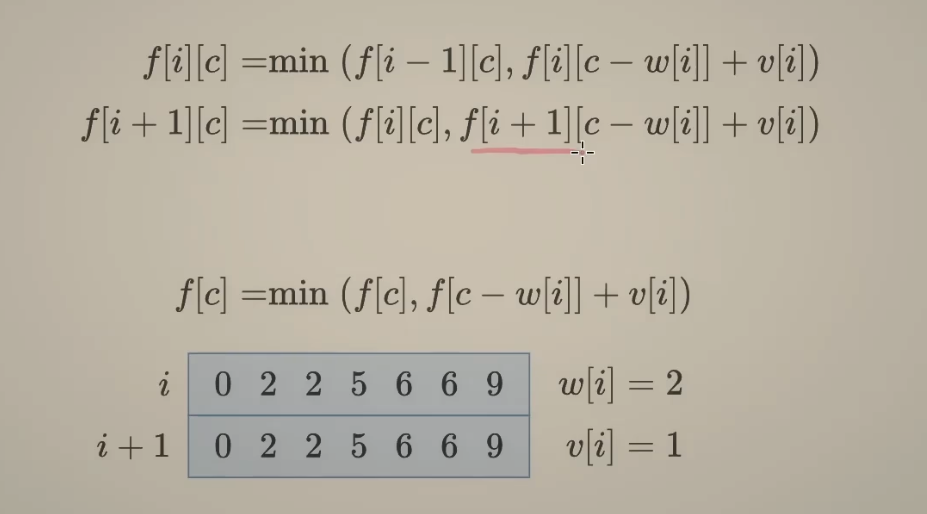 f[i][c] =min (f[i − 1][c], f[i][c − w[i]] + v[i])
f[i + 1][c] =min (f[i][c], f[i + 1][c − w[i]] + v[i])
f[c] =min (f[c], f[c − w[i]] + v[i])
i 0 2 2 5 6 6 9 w[i] = 2
i + 1 0 2 2 5 6 6 9 v[i] = 1